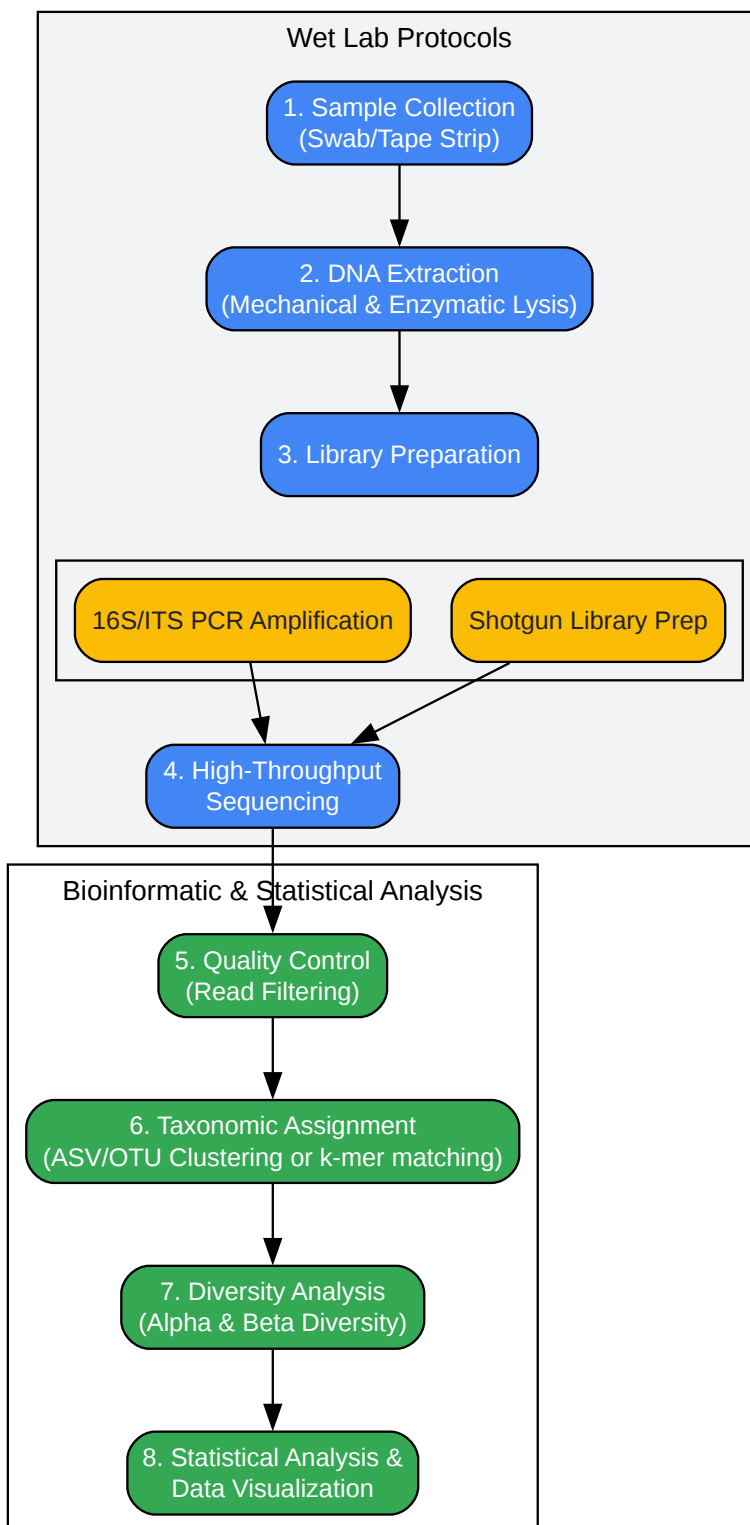 Wet Lab Protocols
1. Sample Collection
(Swab/Tape Strip)
2. DNA Extraction
(Mechanical & Enzymatic Lysis)
3. Library Preparation
16S/ITS PCR Amplification
Shotgun Library Prep
4. High-Throughput
Sequencing
Bioinformatic & Statistical Analysis
5. Quality Control
(Read Filtering)
6. Taxonomic Assignment
(ASV/OTU Clustering or k-mer matching)
7. Diversity Analysis
(Alpha & Beta Diversity)
8. Statistical Analysis &
Data Visualization